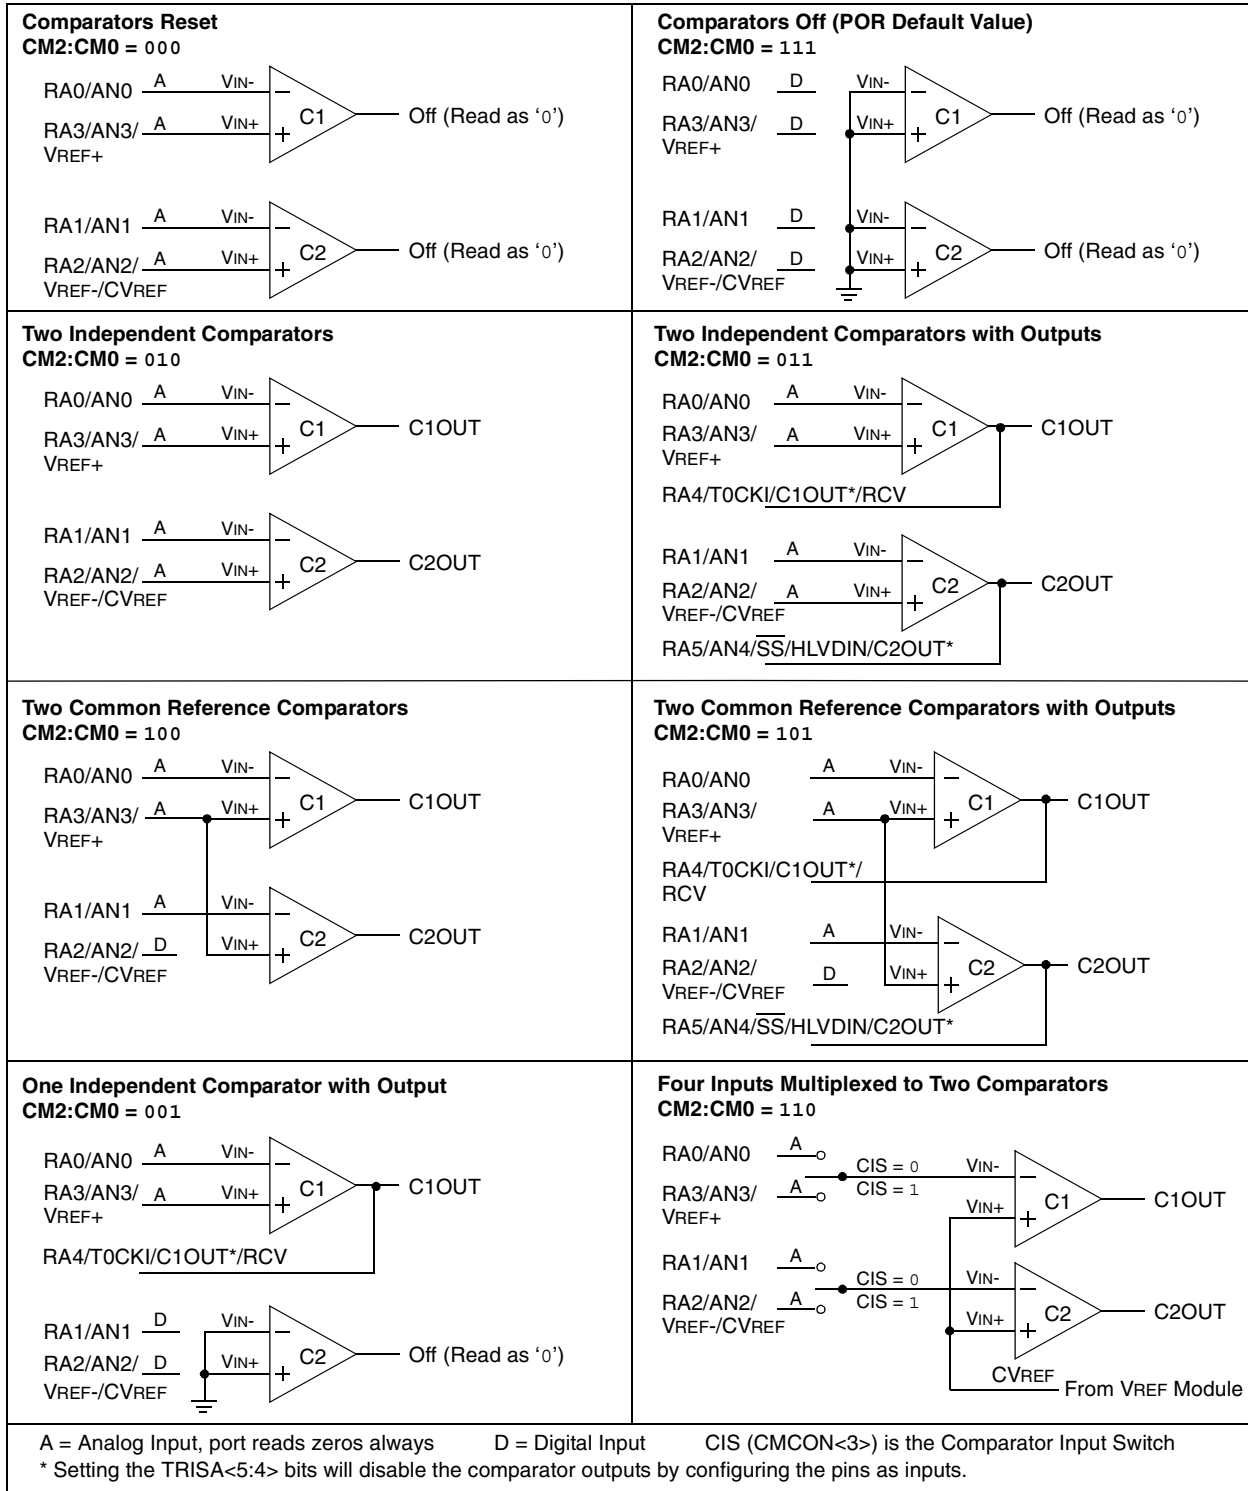 Comparators Reset
CM2:CM0 = 000
RA0/AN0 A VIN-
C1 Off (Read as ‘0’)
RA3/AN3/ A VIN+
VREF+
RA1/AN1 A VIN-
C2 Off (Read as ‘0’)
RA2/AN2/ A VIN+
VREF-/CVREF
Comparators Off (POR Default Value)
CM2:CM0 = 111
RA0/AN0 D VIN-
C1 Off (Read as ‘0’)
RA3/AN3/ D VIN+
VREF+
RA1/AN1 D VIN-
C2 Off (Read as ‘0’)
RA2/AN2/ D VIN+
VREF-/CVREF
Two Independent Comparators
CM2:CM0 = 010
RA0/AN0 A VIN-
C1 C1OUT
RA3/AN3/ A VIN+
VREF+
RA1/AN1 A VIN-
C2 C2OUT
RA2/AN2/ A VIN+
VREF-/CVREF
Two Independent Comparators with Outputs
CM2:CM0 = 011
RA0/AN0 A VIN-
C1 C1OUT
RA3/AN3/ A VIN+
VREF+
RA4/T0CKI/C1OUT*/RCV
RA1/AN1 A VIN-
C2 C2OUT
RA2/AN2/ A VIN+
VREF-/CVREF
RA5/AN4/SS/HLVDIN/C2OUT*
Two Common Reference Comparators
CM2:CM0 = 100
RA0/AN0 A VIN-
C1 C1OUT
RA3/AN3/ A VIN+
VREF+
RA1/AN1 A VIN-
C2 C2OUT
RA2/AN2/ D VIN+
VREF-/CVREF
Two Common Reference Comparators with Outputs
CM2:CM0 = 101
RA0/AN0 A VIN-
C1 C1OUT
RA3/AN3/ A VIN+
VREF+
RA4/T0CKI/C1OUT*/
RCV
RA1/AN1 A VIN-
C2 C2OUT
RA2/AN2/ D VIN+
VREF-/CVREF
RA5/AN4/SS/HLVDIN/C2OUT*
One Independent Comparator with Output
CM2:CM0 = 001
RA0/AN0 A VIN-
C1 C1OUT
RA3/AN3/ A VIN+
VREF+
RA4/T0CKI/C1OUT*/RCV
RA1/AN1 D VIN-
C2 Off (Read as ‘0’)
RA2/AN2/ D VIN+
VREF-/CVREF
Four Inputs Multiplexed to Two Comparators
CM2:CM0 = 110
RA0/AN0 A CIS = 0 VIN-
C1 C1OUT
RA3/AN3/ A CIS = 1 VIN+
VREF+
RA1/AN1 A CIS = 0 VIN-
C2 C2OUT
RA2/AN2/ A CIS = 1 VIN+
VREF-/CVREF
CVREF
From VREF Module
A = Analog Input, port reads zeros always D = Digital Input CIS (CMCON<3>) is the Comparator Input Switch
* Setting the TRISA<5:4> bits will disable the comparator outputs by configuring the pins as inputs.